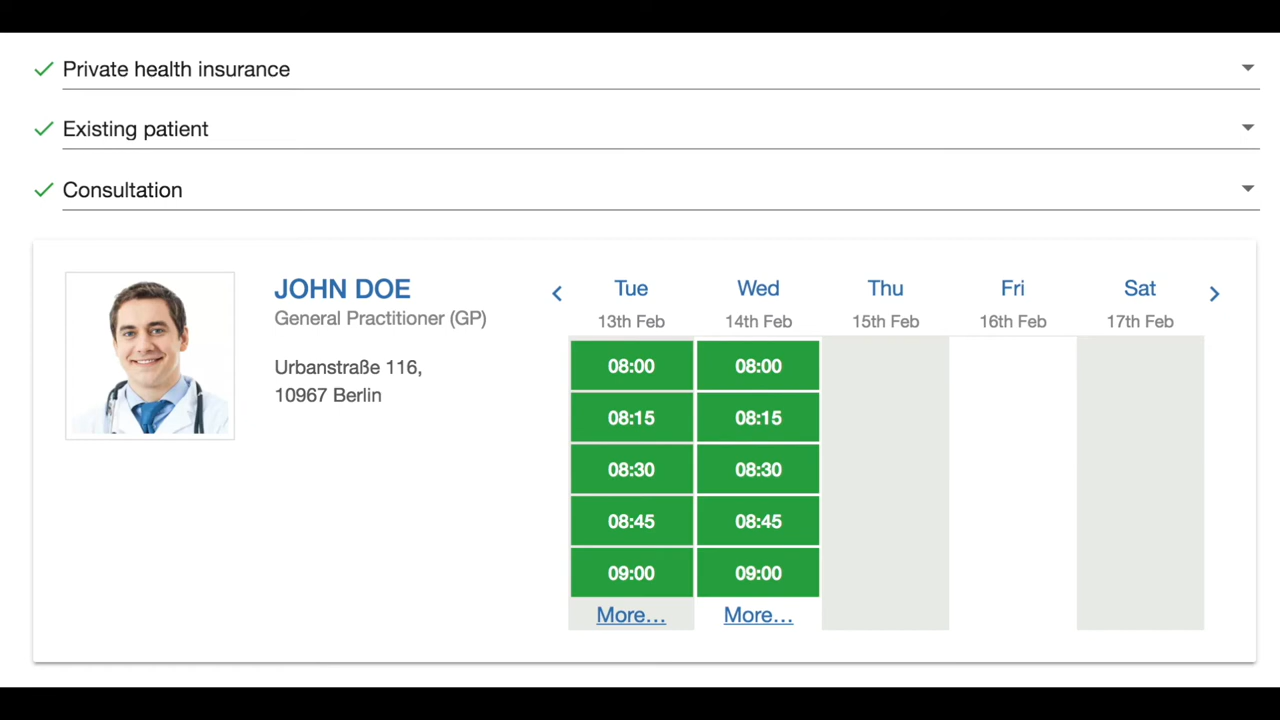 Private health insurance
Existing patient
Consultation
JOHN DOE
General Practitioner (GP)
Urbanstraße 116,
10967 Berlin
Tue Wed Thu Fri Sat
13th Feb 14th Feb 15th Feb 16th Feb 17th Feb
08:00 08:00
08:15 08:15
08:30 08:30
08:45 08:45
09:00 09:00
More... More...